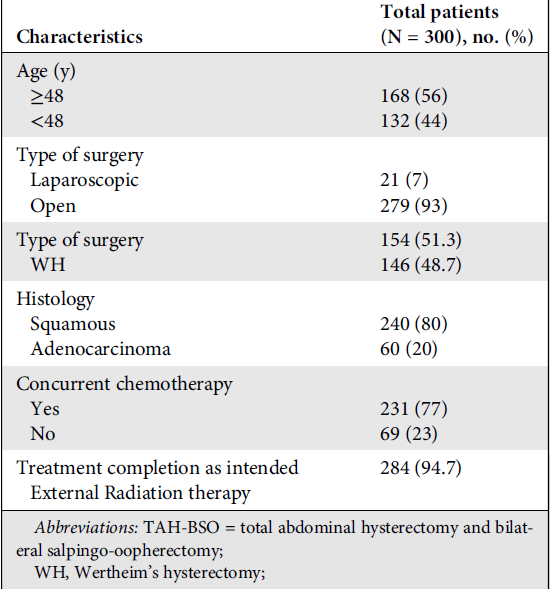 Characteristics Total patients (N = 300), no. (%)
Age (y)
≥48 168 (56)
<48 132 (44)
Type of surgery
Laparoscopic 21 (7)
Open 279 (93)
Type of surgery 154 (51.3)
WH 146 (48.7)
Histology
Squamous 240 (80)
Adenocarcinoma 60 (20)
Concurrent chemotherapy
Yes 231 (77)
No 69 (23)
Treatment completion as intended 284 (94.7)
External Radiation therapy
Abbreviations: TAH-BSO = total abdominal hysterectomy and bilat-
eral salpingo-oopherectomy;
WH, Wertheim's hysterectomy;